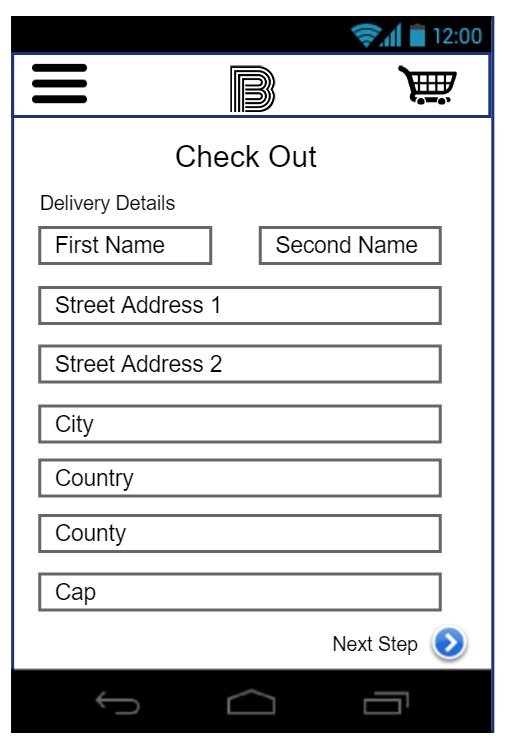 12:00
B
Check Out
Delivery Details
First Name Second Name
Street Address 1
Street Address 2
City
Country
County
Cap
Next Step